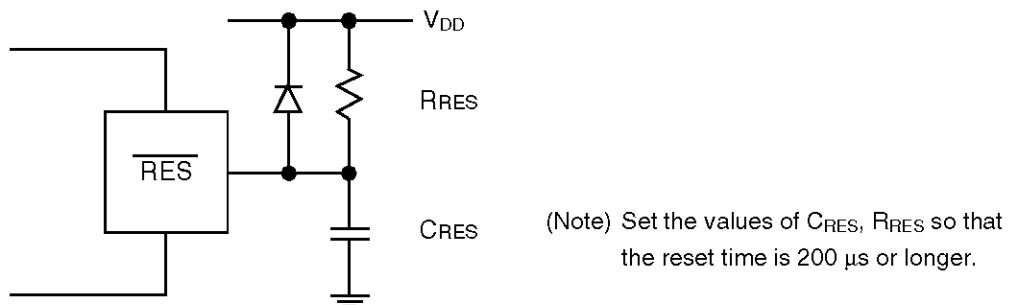 VDD
RRES
RES
CRES
(Note) Set the values of CRES, RRES so that
the reset time is 200 μs or longer.